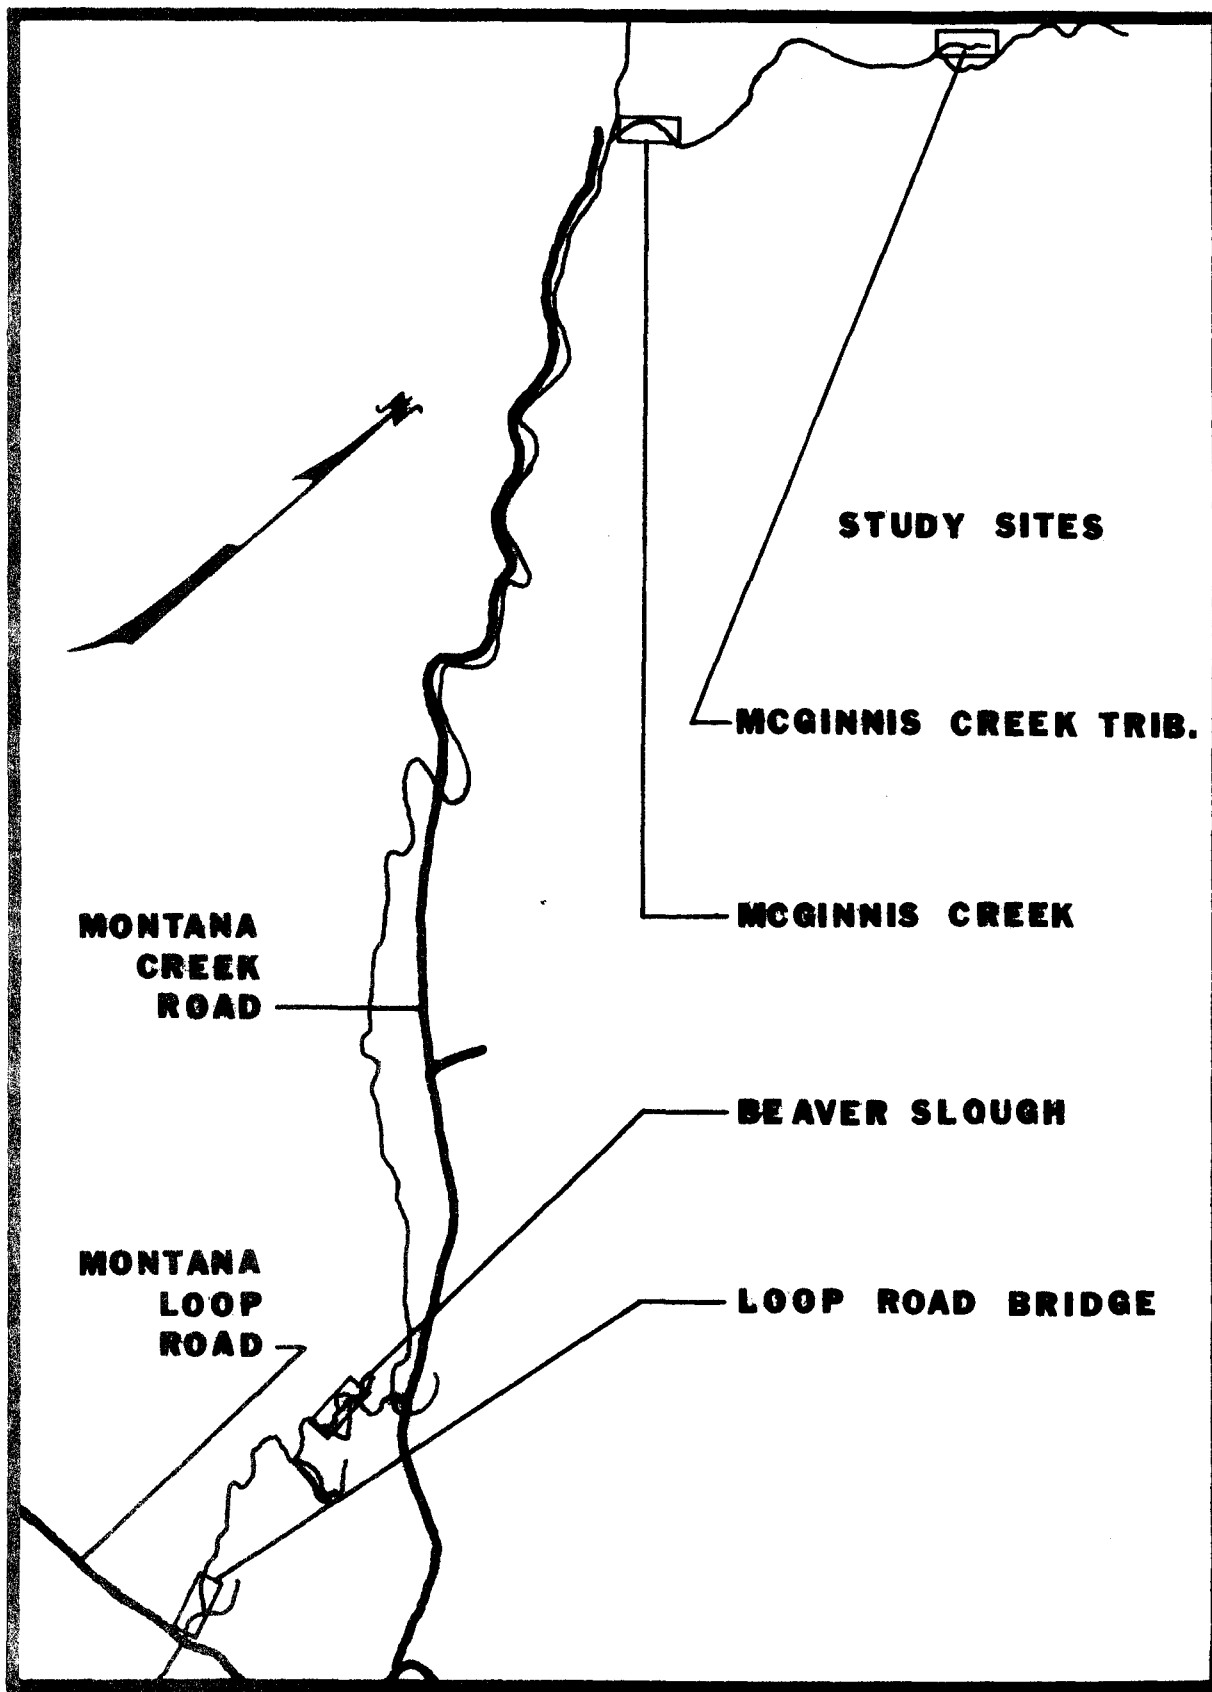 STUDY SITES
MCGINNIS CREEK TRIB.
MCGINNIS CREEK
MONTANA
CREEK
ROAD
BEAVER SLOUGH
MONTANA
LOOP
ROAD
LOOP ROAD BRIDGE